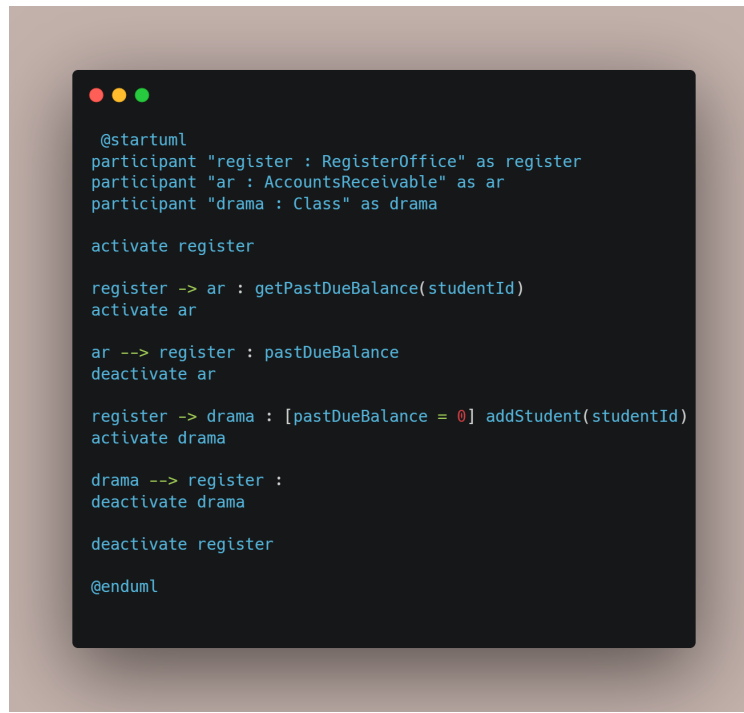 @startuml
participant "register : RegisterOffice" as register
participant "ar : AccountsReceivable" as ar
participant "drama : Class" as drama
activate register
register -> ar : getPastDueBalance(studentId)
activate ar
ar --> register : pastDueBalance
deactivate ar
register -> drama : [pastDueBalance = 0] addStudent(studentId)
activate drama
drama --> register :
deactivate drama
deactivate register
@enduml